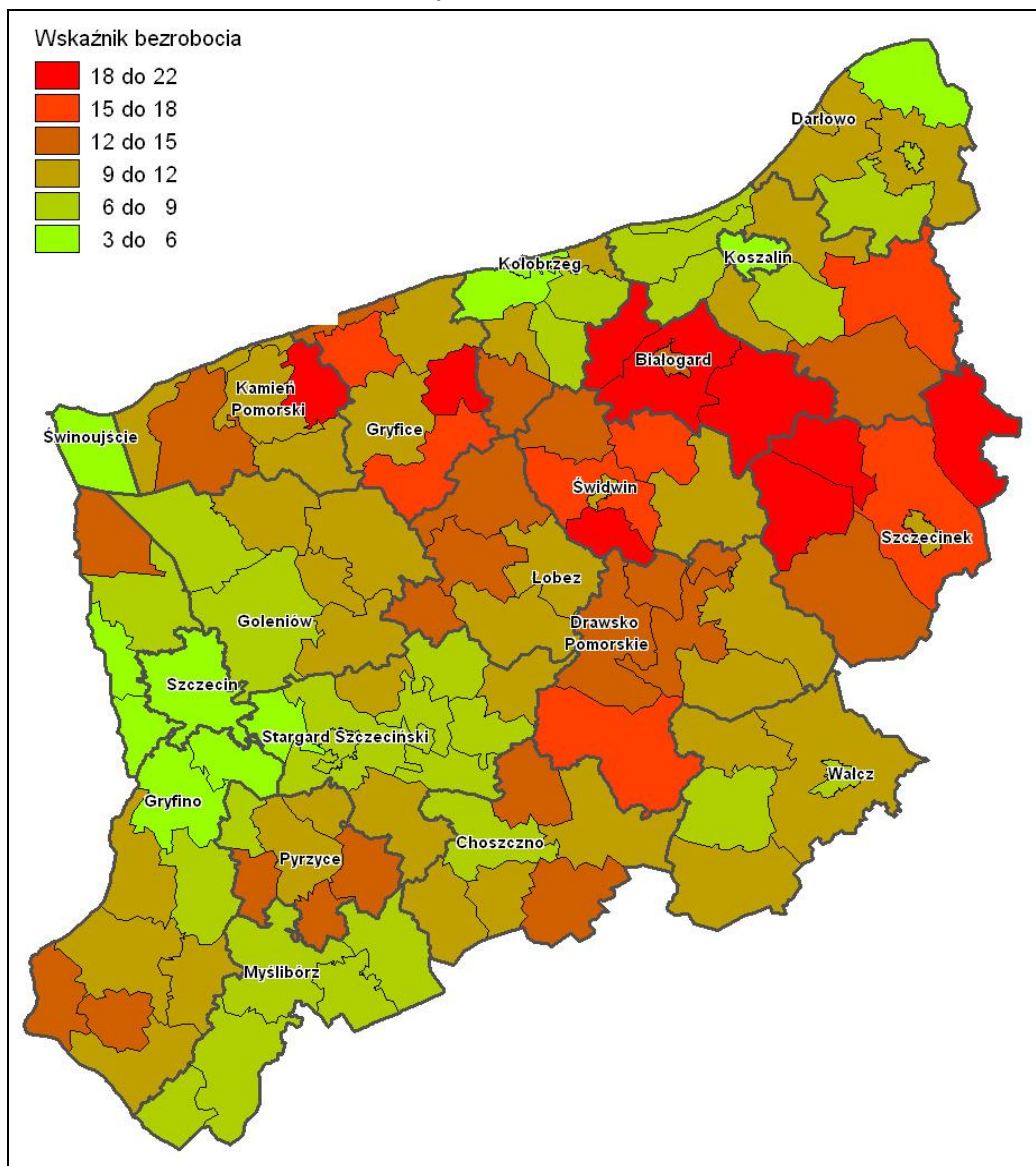 Wskaźnik bezrobocia
18 do 22
15 do 18
12 do 15
9 do 12
6 do 9
3 do 6
Darłowo
Kołobrzeg
Koszalin
Białogard
Kamień
Pomorski
Gryfice
Świnoujście
Świdwin
Szczecinek
Łobez
Goleniów
Drawsko
Pomorskie
Szczecin
Stargard Szczeciński
Wałcz
Gryfino
Choszczno
Pyrzyce
Myślibórz